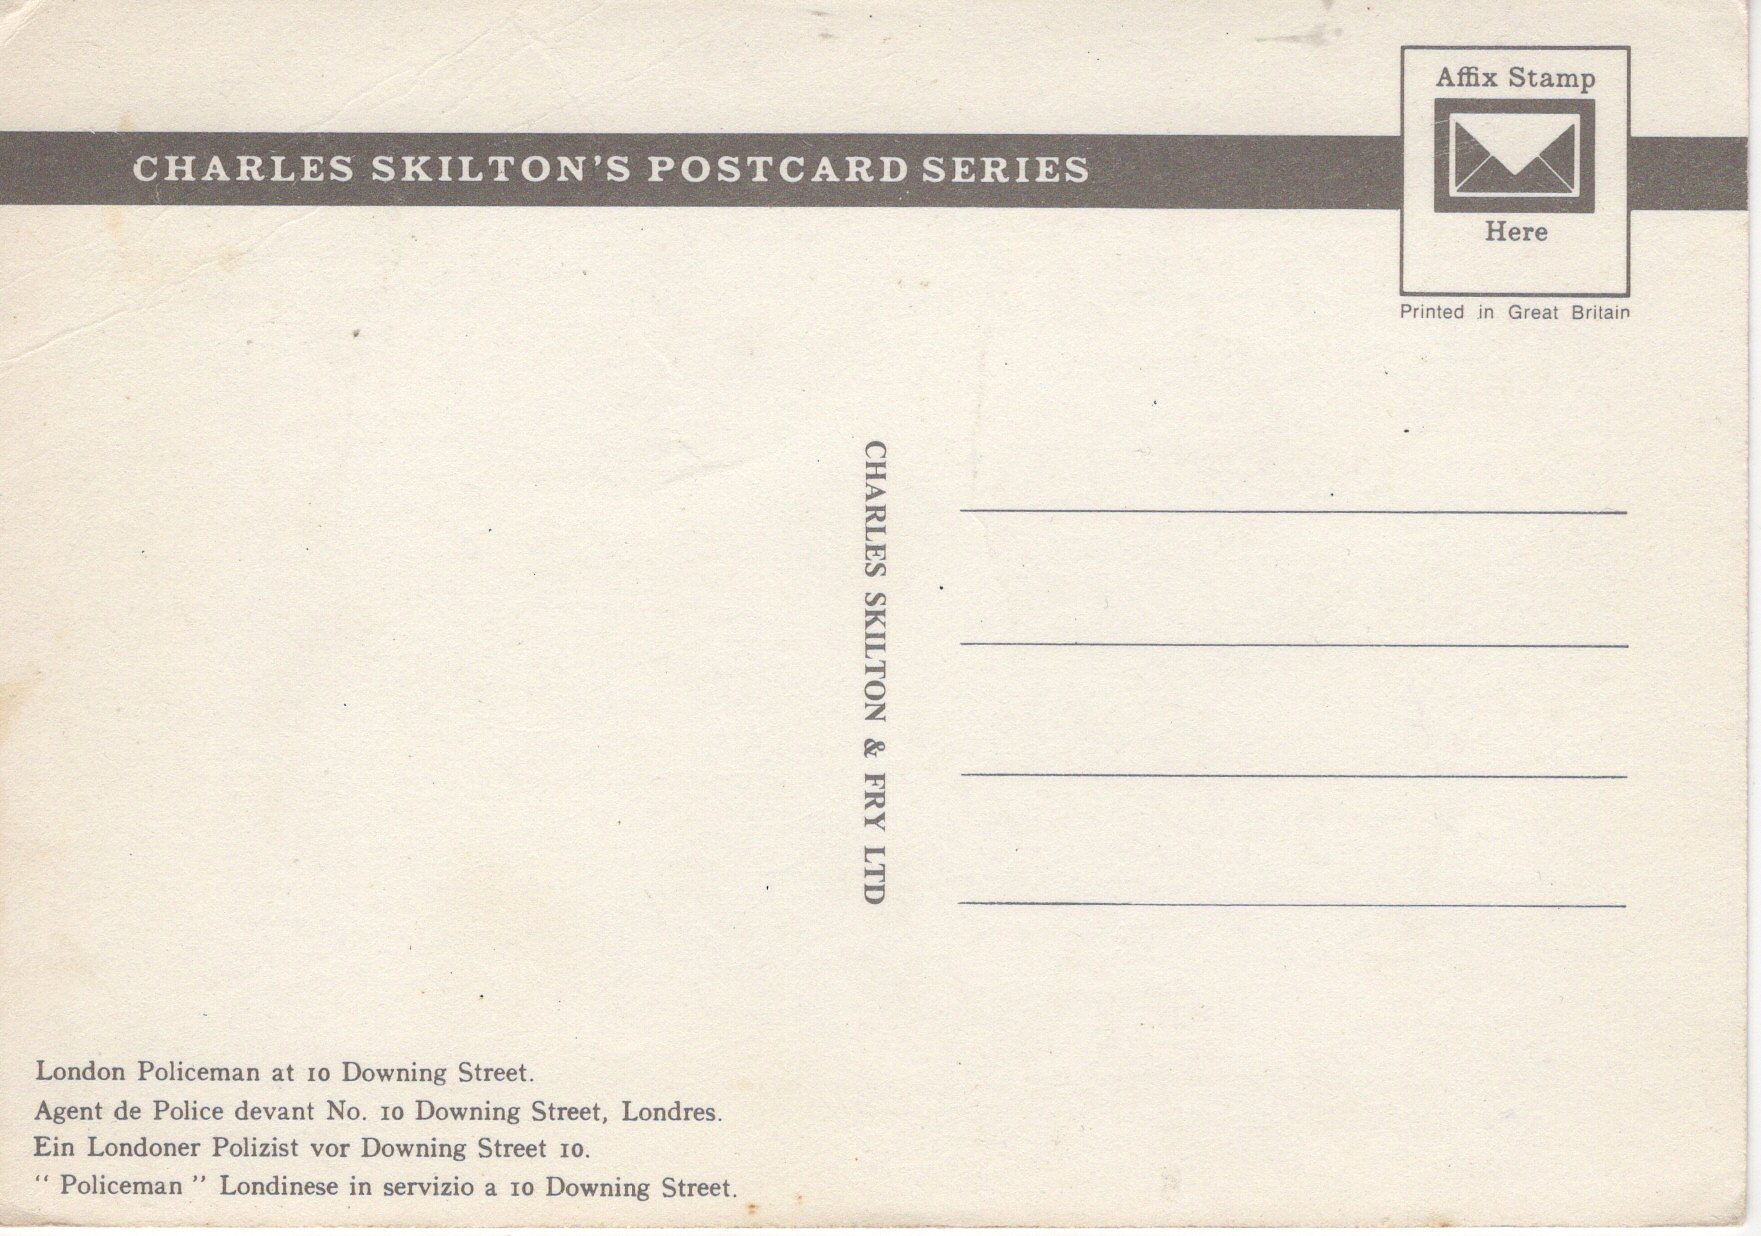 Affix Stamp
CHARLES SKILTON'S POSTCARD SERIES
Here
Printed in Great Britain
CHARLES SKILTON & FRY LTD
London Policeman at 10 Downing Street.
Agent de Police devant No. 10 Downing Street, Londres.
Ein Londoner Polizist vor Downing Street 10.
“ Policeman ” Londinese in servizio a 10 Downing Street.